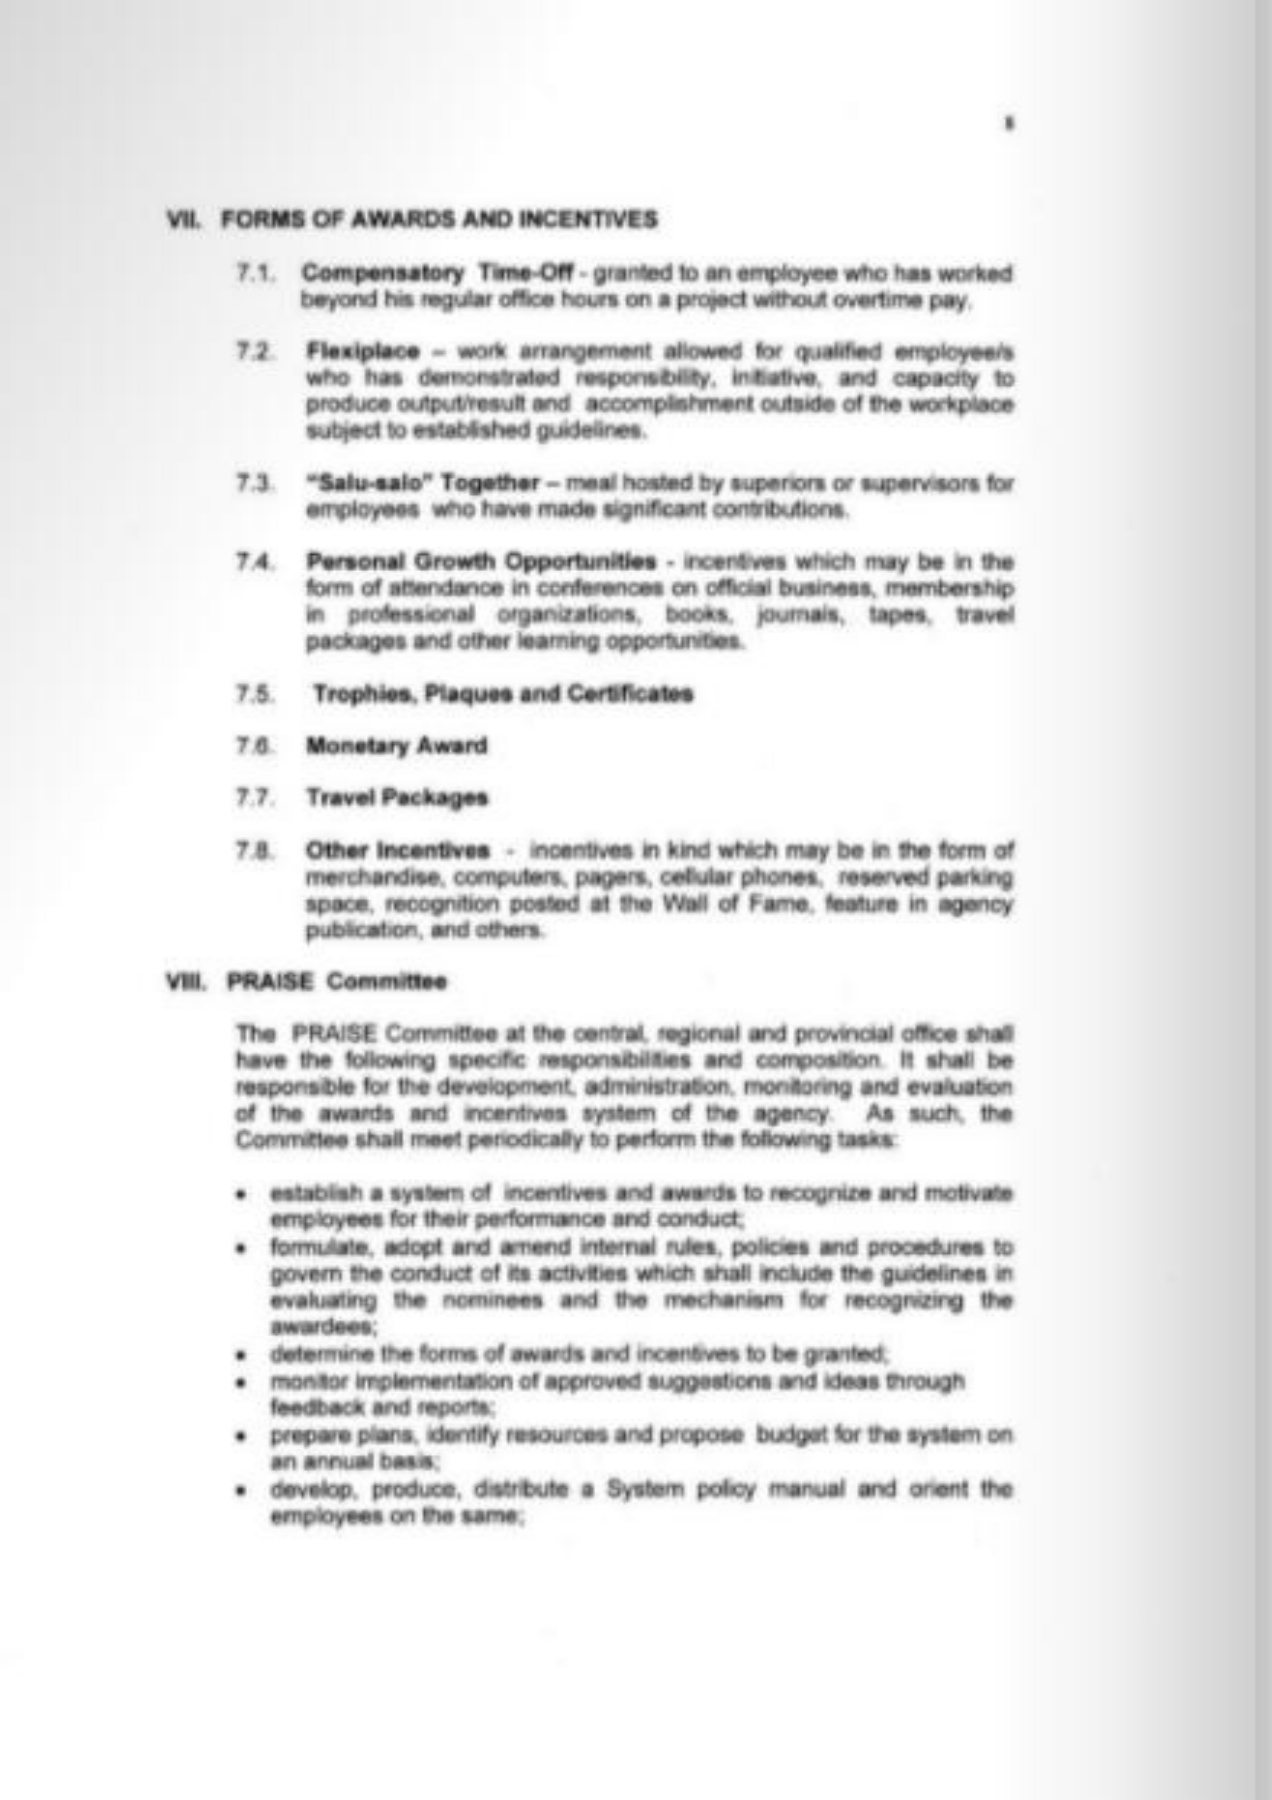 VII. FORMS OF AWARDS AND INCENTIVES
7.1. Compensatory Time-Off - granted to an employee who has worked
beyond his regular office hours on a project without overtime pay.
7.2. Flexiplace – work arrangement allowed for qualified employee/s
who has demonstrated responsibility, initiative, and capacity to
produce output/result and accomplishment outside of the workplace
subject to established guidelines.
7.3. "Salu-salo" Together – meal hosted by superiors or supervisors for
employees who have made significant contributions.
7.4. Personal Growth Opportunities - incentives which may be in the
form of attendance in conferences on official business, membership
in professional organizations, books, journals, tapes, travel
packages and other learning opportunities.
7.5. Trophies, Plaques and Certificates
7.6. Monetary Award
7.7. Travel Packages
7.8. Other Incentives - incentives in kind which may be in the form of
merchandise, computers, pagers, cellular phones, reserved parking
space, recognition posted at the Wall of Fame, feature in agency
publication, and others.
VIII. PRAISE Committee
The PRAISE Committee at the central, regional and provincial office shall
have the following specific responsibilities and composition. It shall be
responsible for the development, administration, monitoring and evaluation
of the awards and incentives system of the agency. As such, the
Committee shall meet periodically to perform the following tasks:
• establish a system of incentives and awards to recognize and motivate
employees for their performance and conduct;
• formulate, adopt and amend internal rules, policies and procedures to
govern the conduct of its activities which shall include the guidelines in
evaluating the nominees and the mechanism for recognizing the
awardees;
• determine the forms of awards and incentives to be granted;
• monitor implementation of approved suggestions and ideas through
feedback and reports;
• prepare plans, identify resources and propose budget for the system on
an annual basis;
• develop, produce, distribute a System policy manual and orient the
employees on the same;